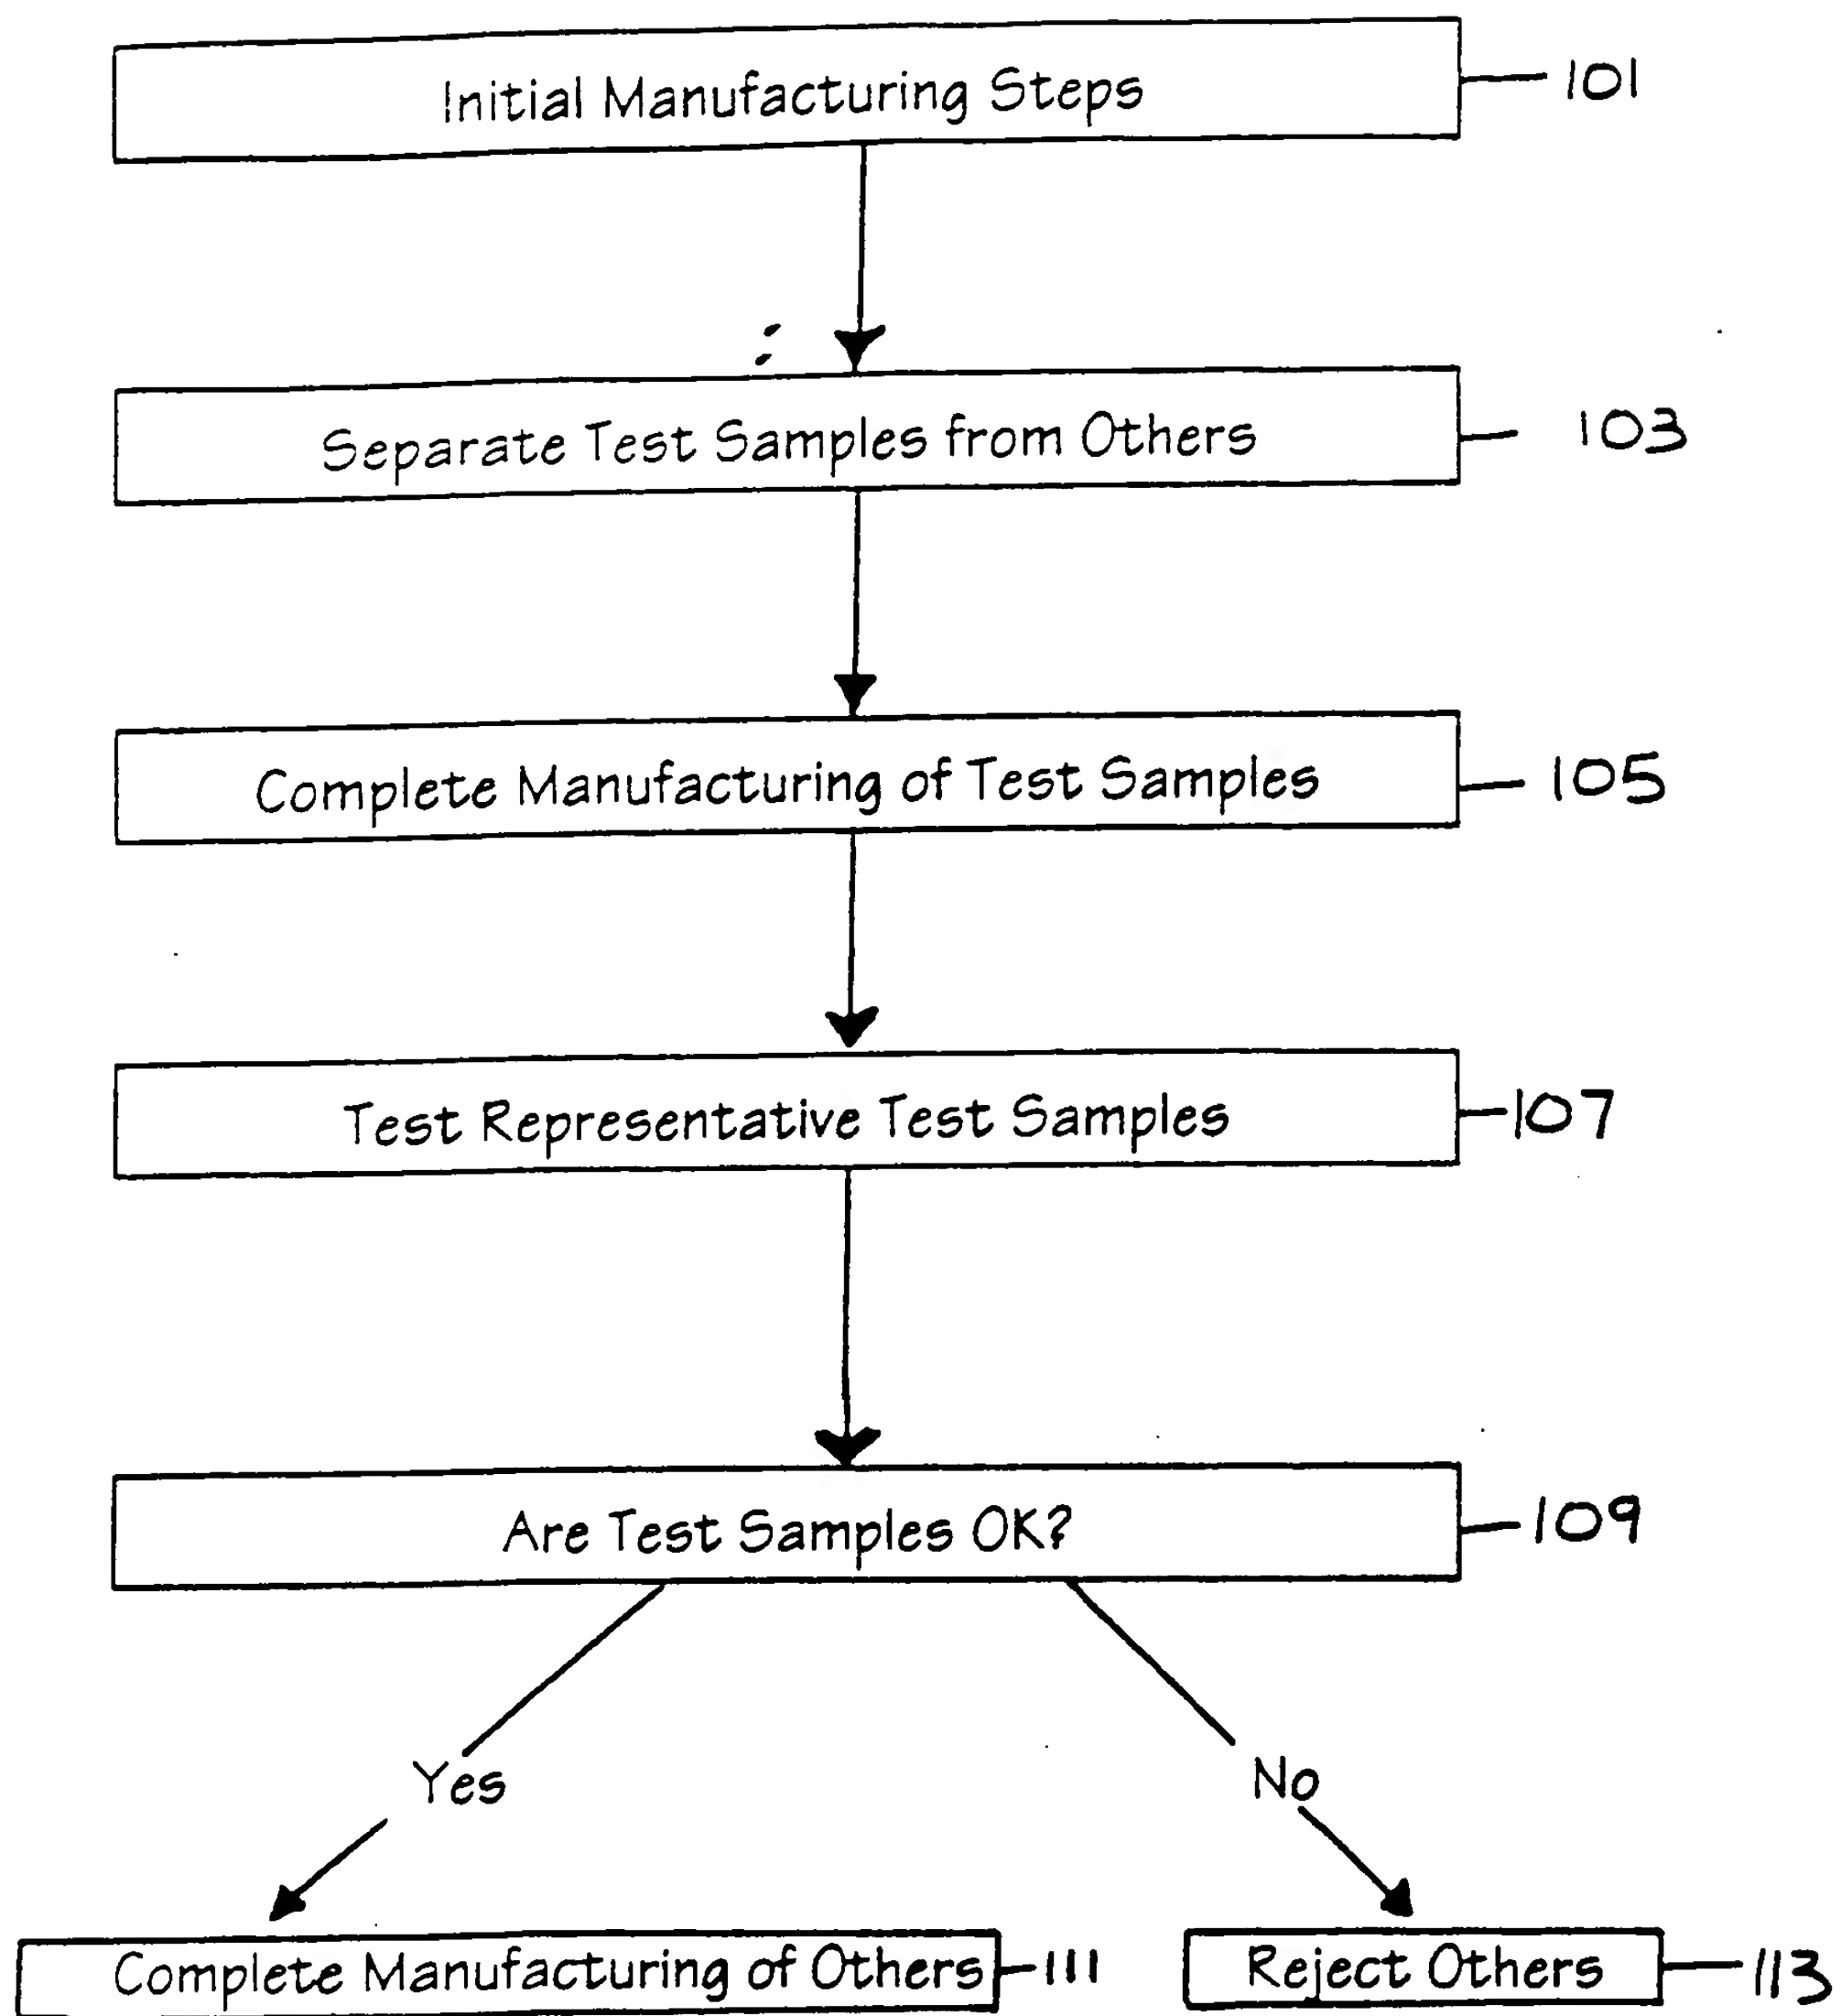 Initial Manufacturing Steps 101
Separate Test Samples from Others 103
Complete Manufacturing of Test Samples 105
Test Representative Test Samples 107
Are Test Samples OK? 109
Yes No
Complete Manufacturing of Others 111 Reject Others 113